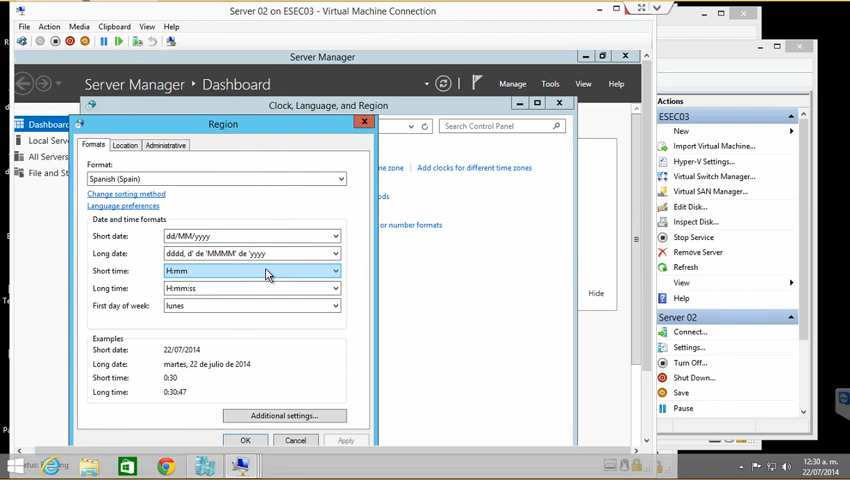 Server 02 on ESEC03 - Virtual Machine Connection
File Action Media Clipboard View Help
Server Manager
Server Manager › Dashboard
Manage Tools View Help
Clock, Language, and Region
Search Control Panel
Dashboard
Local Serve
All Servers
File and St
Region
Formats Location Administrative
Format:
Spanish (Spain)
Change sorting method
Language preferences
Date and time formats
Short date: dd/MM/yyyy
Long date: dddd, d' de 'MMMM' de 'yyyy
Short time: H:mm
Long time: H:mm:ss
First day of week: lunes
Examples
Short date: 22/07/2014
Long date: martes, 22 de julio de 2014
Short time: 0:30
Long time: 0:30:47
Additional settings...
OK Cancel Apply
me zone Add clocks for different time zones
or number formats
Hide
Actions
ESEC03
New
Import Virtual Machine...
Hyper-V Settings...
Virtual Switch Manager...
Virtual SAN Manager...
Edit Disk...
Inspect Disk...
Stop Service
Remove Server
Refresh
View
Help
Server 02
Connect...
Settings...
Turn Off...
Shut Down...
Save
Pause
12:30 a. m.
22/07/2014